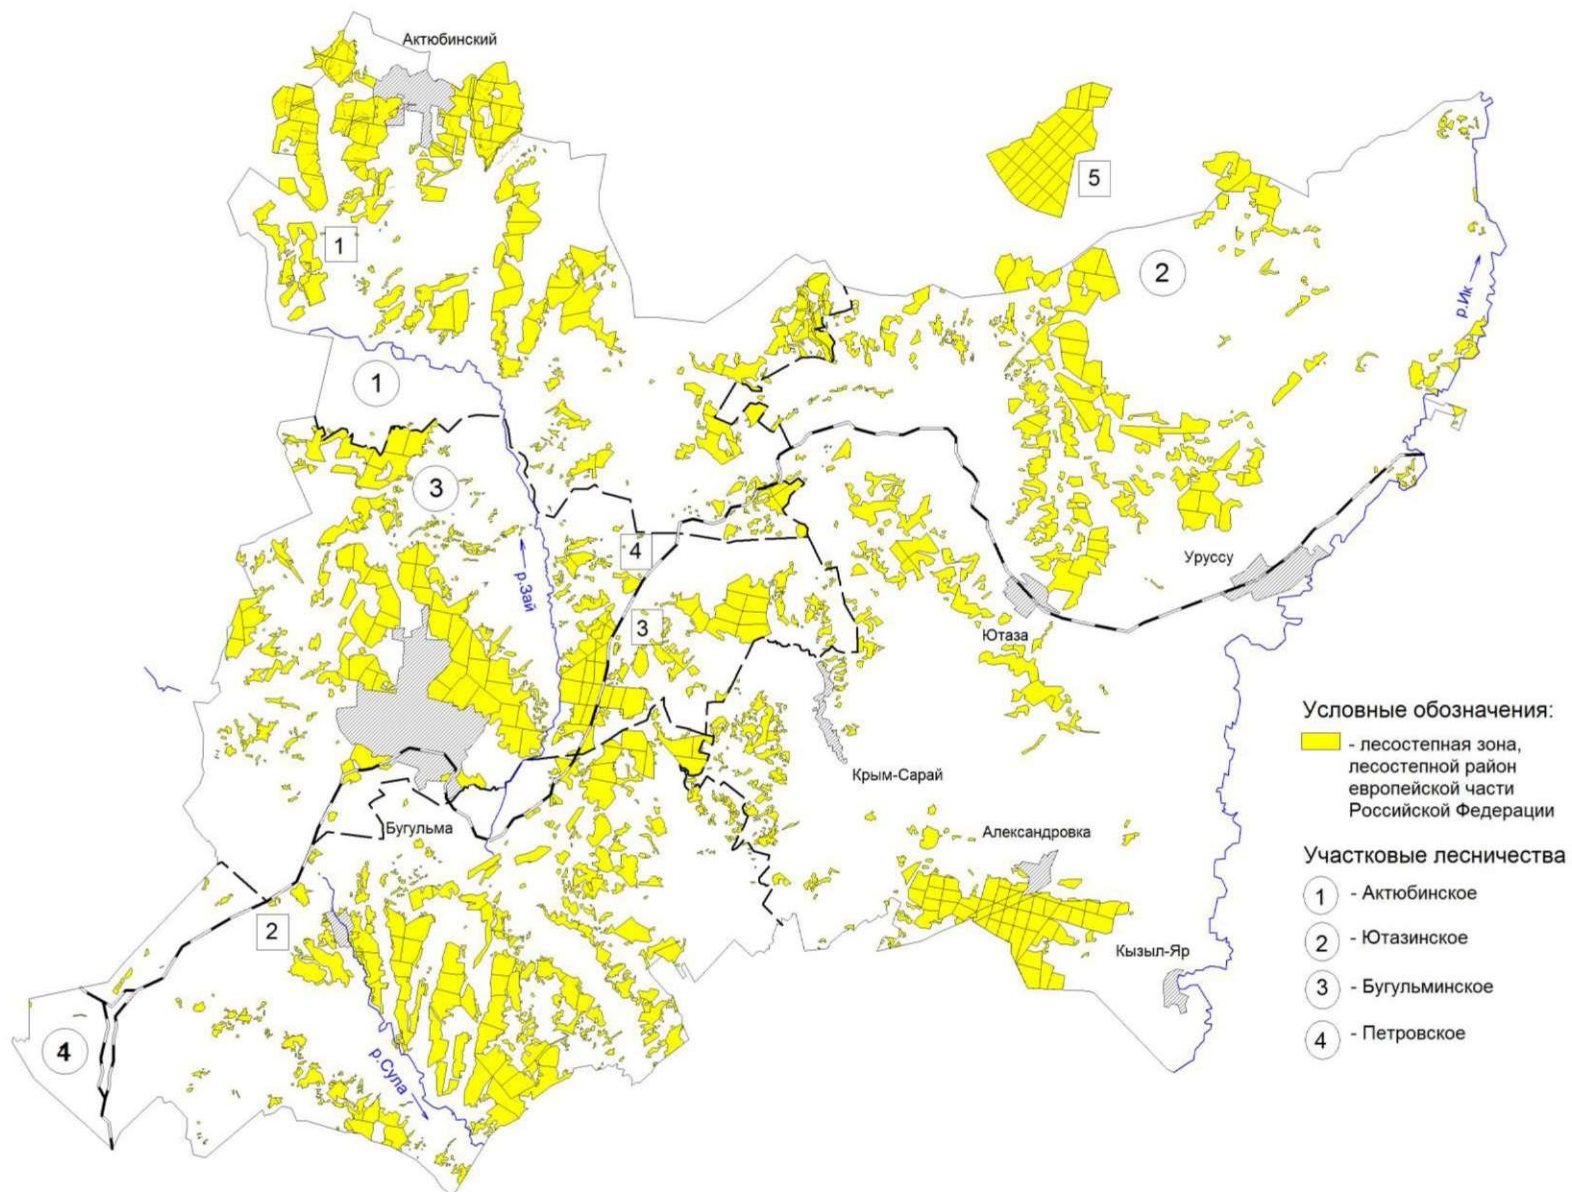 Актюбинский
5
1
2
р.Ик
1
3
4
р.Зай
Уруссу
3
Ютаза
Условные обозначения:
- лесостепная зона,
лесостепной район
европейской части
Российской Федерации
Крым-Сарай
Бугульма
Александровка
Участковые лесничества
1 - Актюбинское
2
2 - Ютазинское
Кызыл-Яр
3 - Бугульминское
4
р.Сула
4 - Петровское